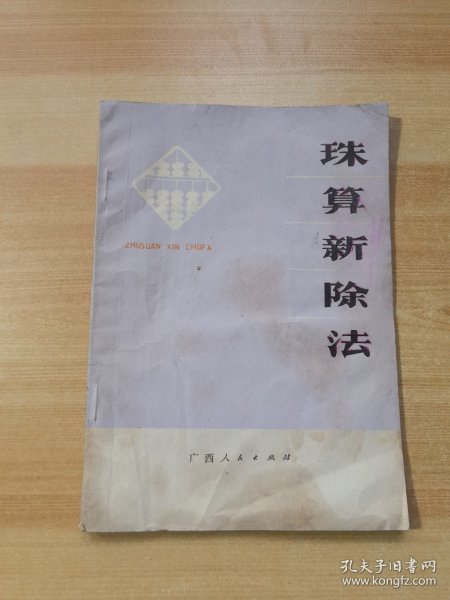 珠算新除法
ZHUSUAN XIN CHUFA
广西人民出版社
孔夫子旧书网
www.kongfz.com